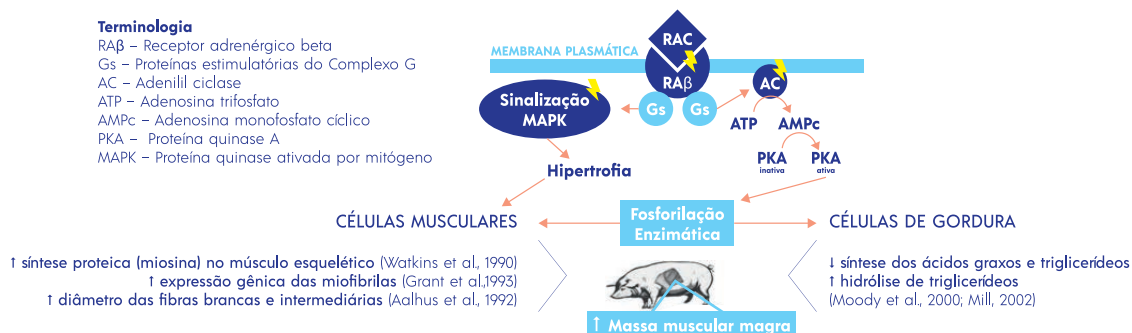 Terminologia
RAβ – Receptor adrenérgico beta
Gs – Proteínas estimulatórias do Complexo G
AC – Adenilil ciclase
ATP – Adenosina trifosfato
AMPc – Adenosina monofosfato cíclico
PKA – Proteína quinase A
MAPK – Proteína quinase ativada por mitógeno
MEMBRANA PLASMÁTICA
RAC
RAβ
AC
Gs
Gs
Sinalização
MAPK
ATP
AMPc
PKA
inativa
PKA
ativa
Hipertrofia
CÉLULAS MUSCULARES
Fosforilação
Enzimática
CÉLULAS DE GORDURA
↑ síntese proteica (miosina) no músculo esquelético (Watkins et al., 1990)
↑ expressão gênica das miofibrilas (Grant et al.,1993)
↑ diâmetro das fibras brancas e intermediárias (Aalhus et al., 1992)
↓ síntese dos ácidos graxos e triglicerídeos
↑ hidrólise de triglicerídeos
(Moody et al., 2000; Mill, 2002)
↑ Massa muscular magra